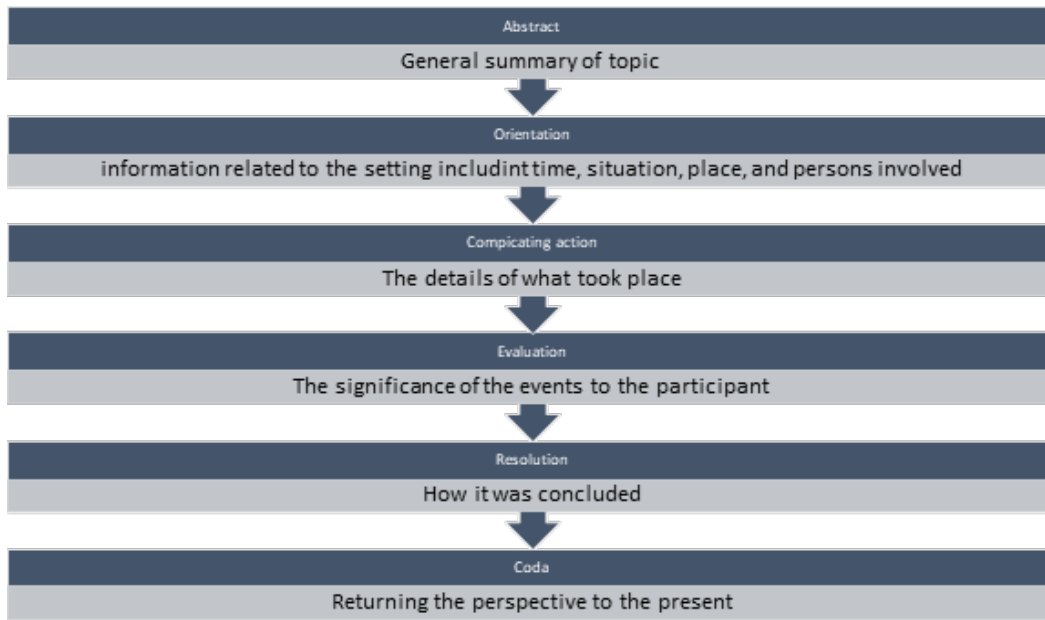 Abstract
General summary of topic
Orientation
information related to the setting includint time, situation, place, and persons involved
Compicating action
The details of what took place
Evaluation
The significance of the events to the participant
Resolution
How it was concluded
Coda
Returning the perspective to the present